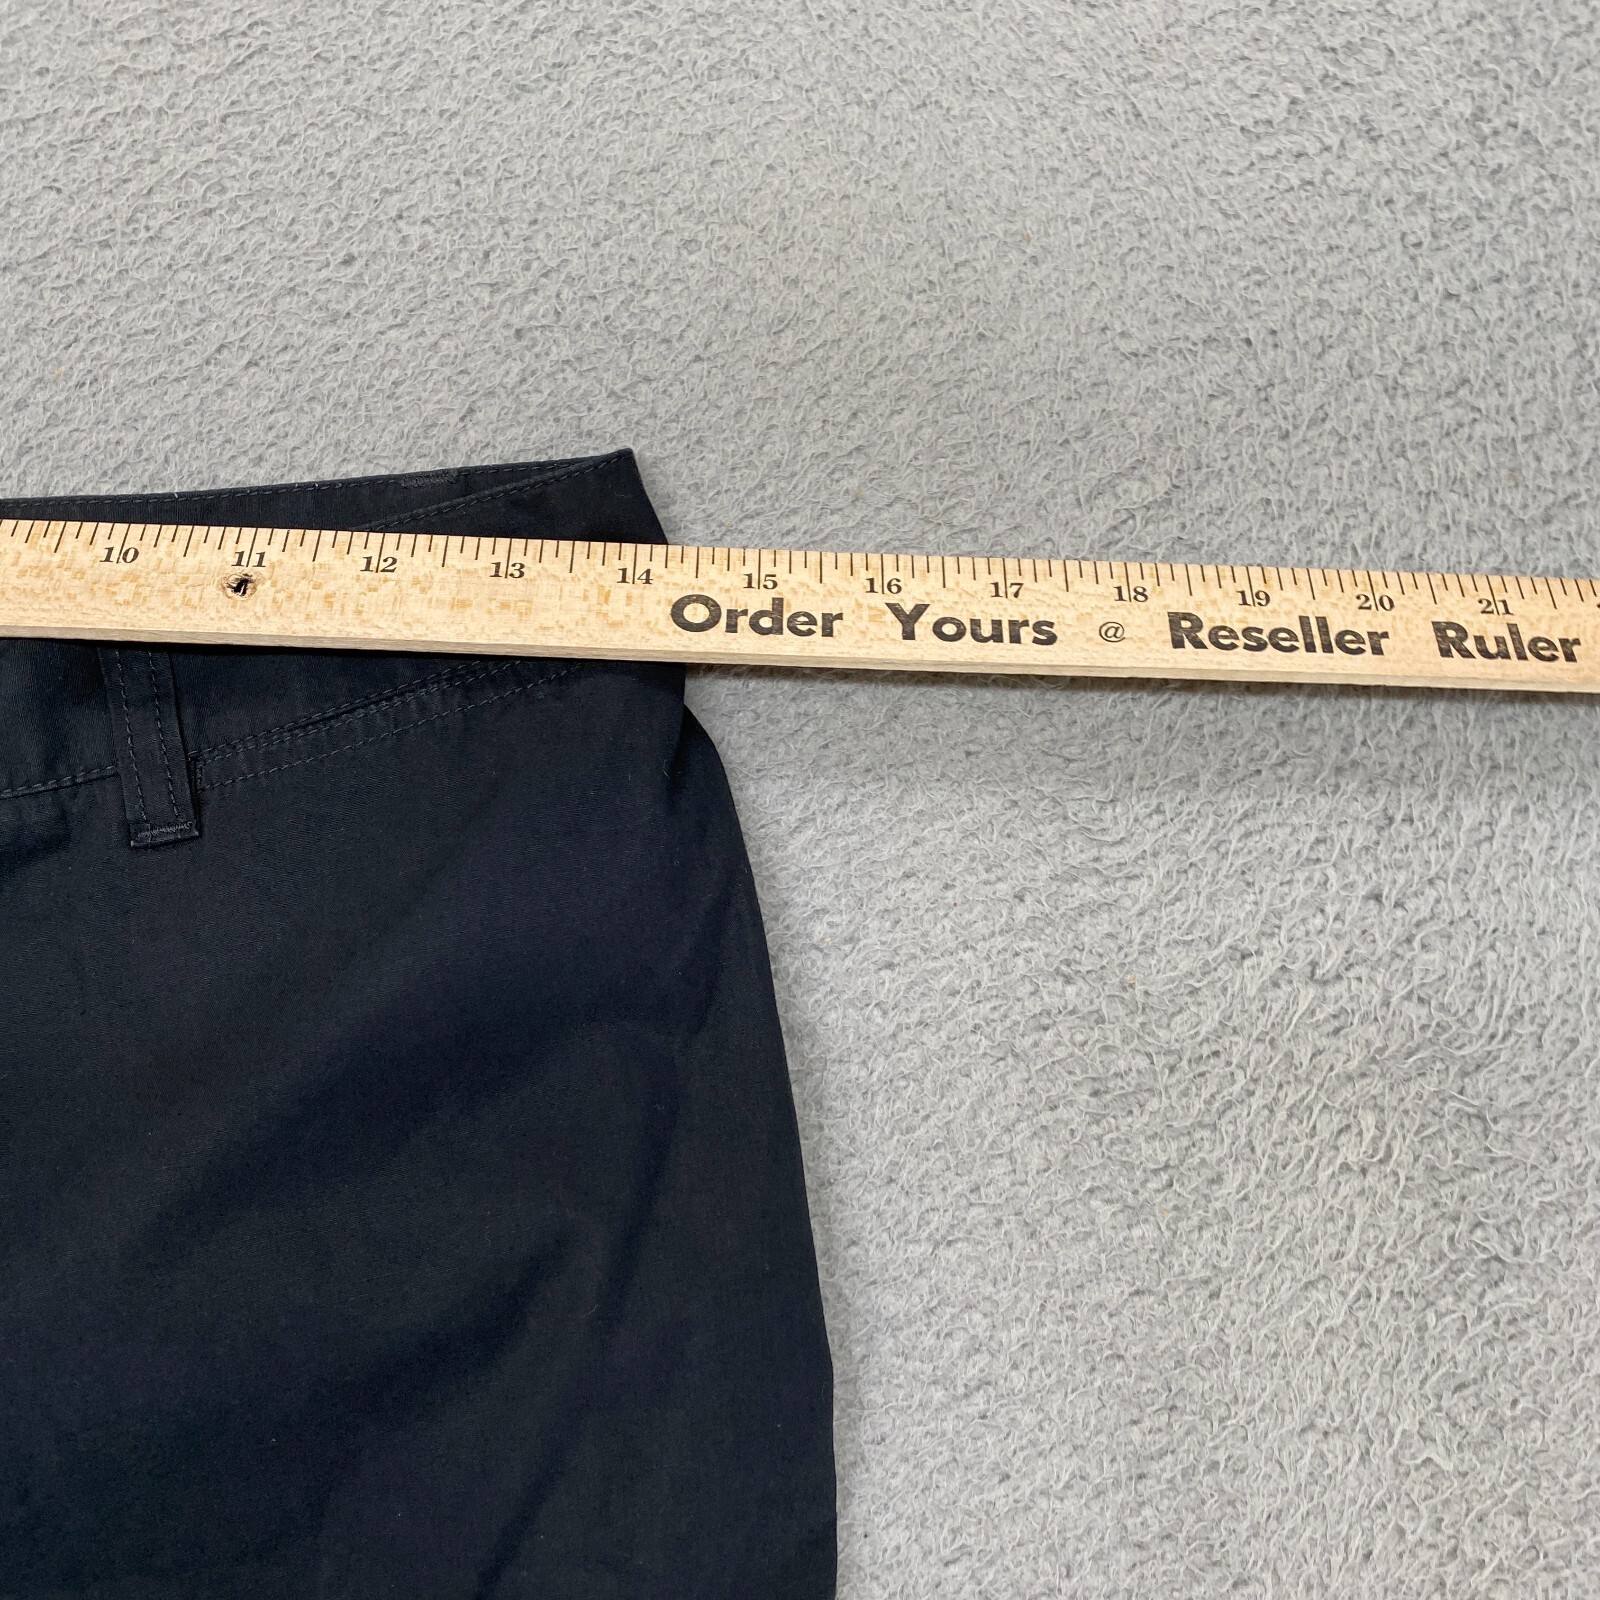 10 11 12 13 14 15 16 17 18 19 20 21
Order Yours @ Reseller Ruler